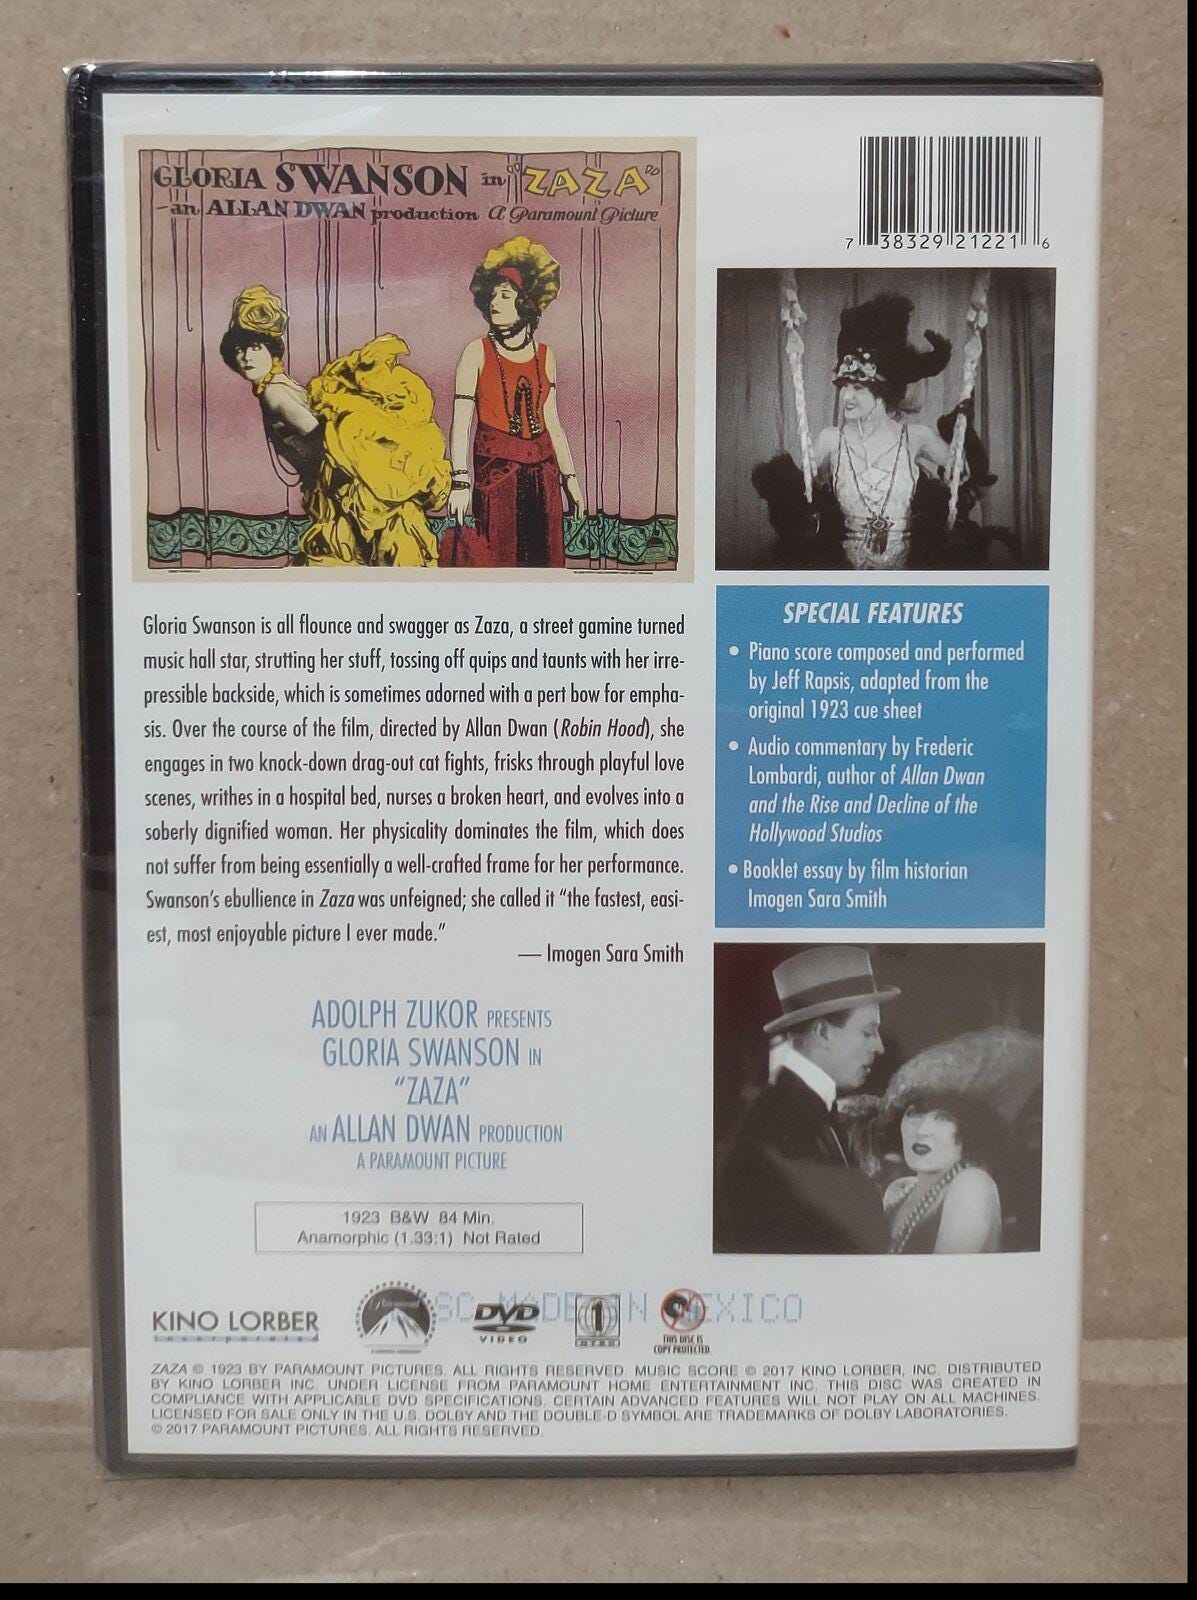 GLORIA SWANSON in "ZAZA"
an ALLAN DWAN production A Paramount Picture
7 38329 21221 6
Gloria Swanson is all flounce and swagger as Zaza, a street gamine turned
music hall star, strutting her stuff, tossing off quips and taunts with her irre-
pressible backside, which is sometimes adorned with a pert bow for empha-
sis. Over the course of the film, directed by Allan Dwan (Robin Hood), she
engages in two knock-down drag-out cat fights, frisks through playful love
scenes, writhes in a hospital bed, nurses a broken heart, and evolves into a
soberly dignified woman. Her physicality dominates the film, which does
not suffer from being essentially a well-crafted frame for her performance.
Swanson's ebullience in Zaza was unfeigned; she called it "the fastest, easi-
est, most enjoyable picture I ever made."
— Imogen Sara Smith
SPECIAL FEATURES
• Piano score composed and performed
by Jeff Rapsis, adapted from the
original 1923 cue sheet
• Audio commentary by Frederic
Lombardi, author of Allan Dwan
and the Rise and Decline of the
Hollywood Studios
• Booklet essay by film historian
Imogen Sara Smith
ADOLPH ZUKOR PRESENTS
GLORIA SWANSON IN
"ZAZA"
AN ALLAN DWAN PRODUCTION
A PARAMOUNT PICTURE
1923 B&W 84 Min.
Anamorphic (1.33:1) Not Rated
DISC MADE IN MEXICO
KINO LORBER
incorporated
Paramount
DVD
VIDEO
1
NTSC
THIS DISC IS
COPY PROTECTED.
ZAZA © 1923 BY PARAMOUNT PICTURES. ALL RIGHTS RESERVED. MUSIC SCORE © 2017 KINO LORBER, INC. DISTRIBUTED
BY KINO LORBER INC. UNDER LICENSE FROM PARAMOUNT HOME ENTERTAINMENT INC. THIS DISC WAS CREATED IN
COMPLIANCE WITH APPLICABLE DVD SPECIFICATIONS. CERTAIN ADVANCED FEATURES WILL NOT PLAY ON ALL MACHINES.
LICENSED FOR SALE ONLY IN THE U.S. DOLBY AND THE DOUBLE-D SYMBOL ARE TRADEMARKS OF DOLBY LABORATORIES.
© 2017 PARAMOUNT PICTURES. ALL RIGHTS RESERVED.